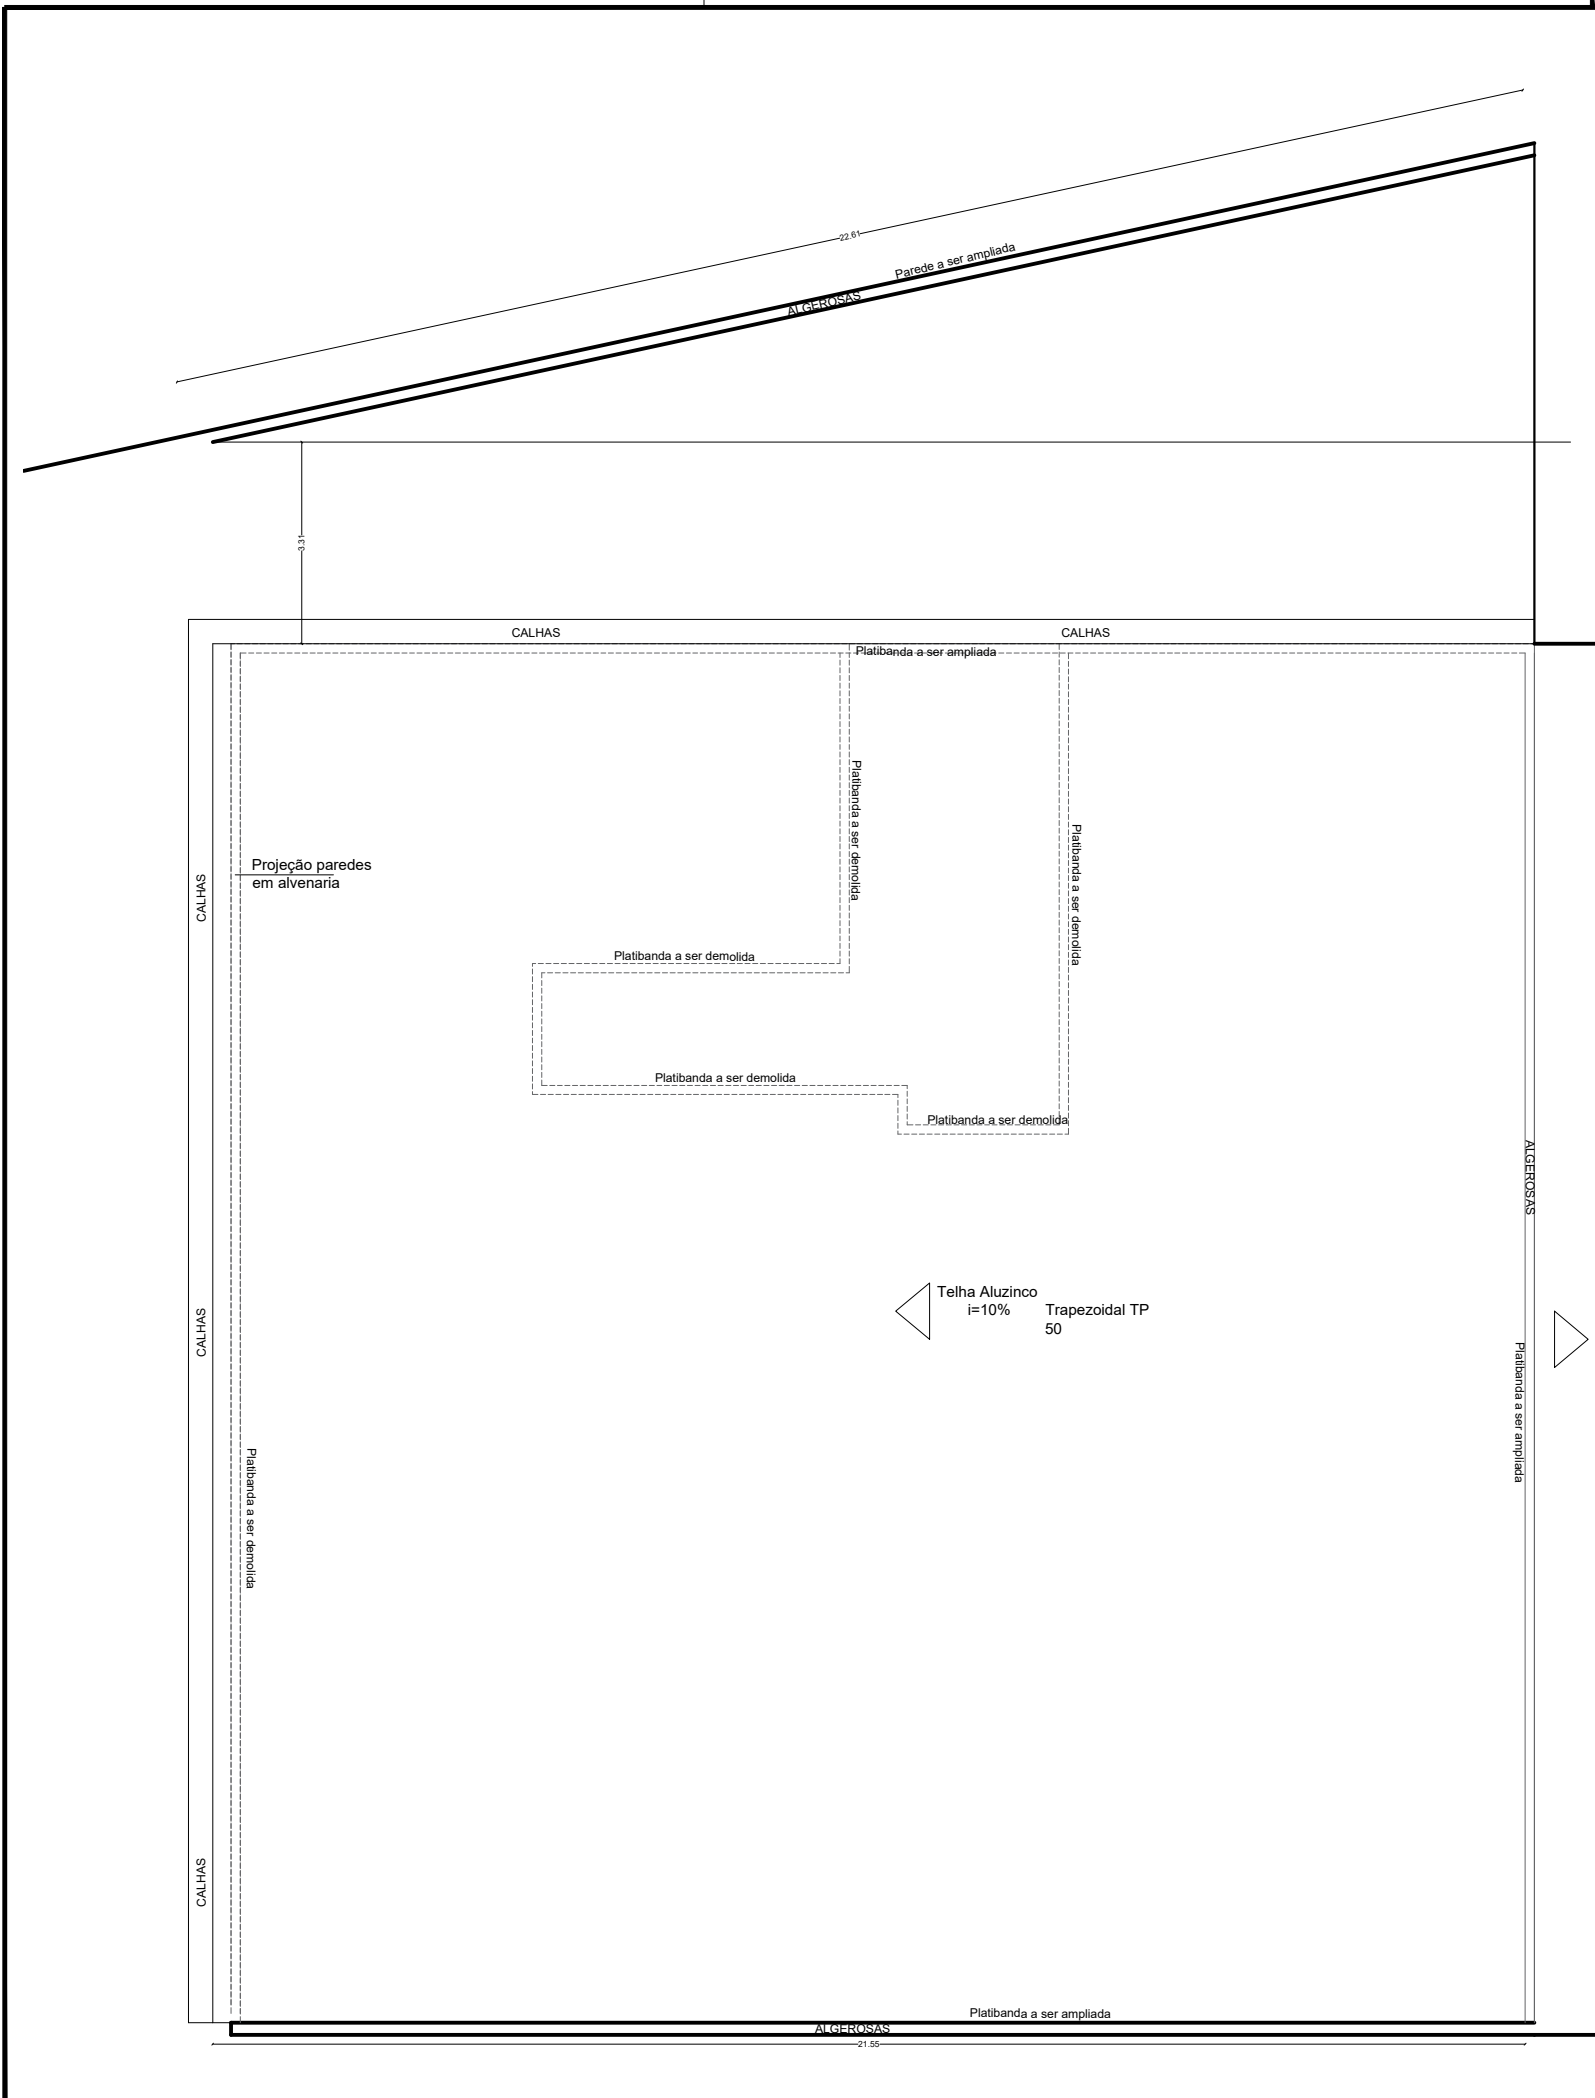 22.61
Parede a ser ampliada
ALGEROSAS
3.31
CALHAS
CALHAS
Platibanda a ser ampliada
Platibanda a ser demolida
Platibanda a ser demolida
Projeção paredes
em alvenaria
CALHAS
Platibanda a ser demolida
Platibanda a ser demolida
Platibanda a ser demolida
ALGEROSAS
Telha Aluzinco
i=10% Trapezoidal TP
50
CALHAS
Platibanda a ser ampliada
Platibanda a ser demolida
CALHAS
Platibanda a ser ampliada
ALGEROSAS
21.55